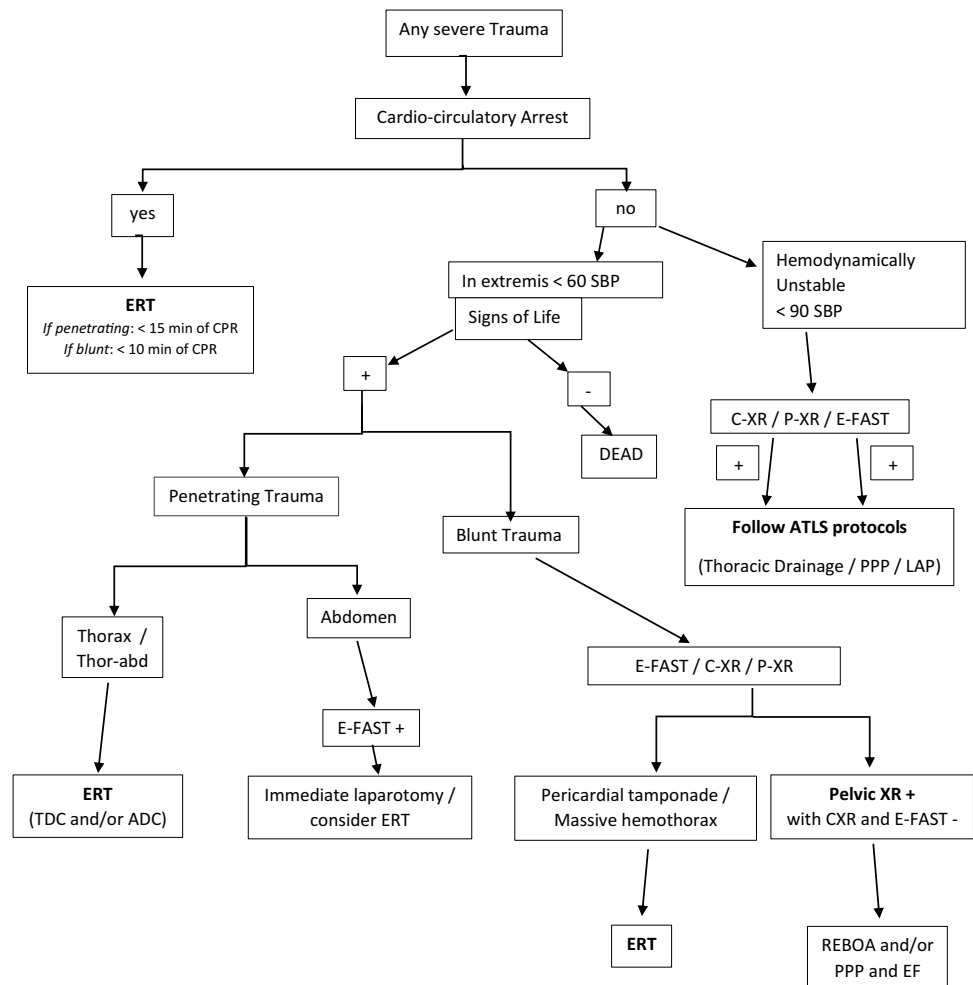 Any severe Trauma
Cardio-circulatory Arrest
yes
no
ERT
If penetrating: < 15 min of CPR
If blunt: < 10 min of CPR
In extremis < 60 SBP
Signs of Life
Hemodynamically
Unstable
< 90 SBP
+
-
DEAD
C-XR / P-XR / E-FAST
+
+
Follow ATLS protocols
(Thoracic Drainage / PPP / LAP)
Penetrating Trauma
Blunt Trauma
Thorax /
Thor-abd
Abdomen
E-FAST / C-XR / P-XR
E-FAST +
ERT
(TDC and/or ADC)
Immediate laparotomy /
consider ERT
Pericardial tamponade /
Massive hemothorax
Pelvic XR +
with CXR and E-FAST -
ERT
REBOA and/or
PPP and EF